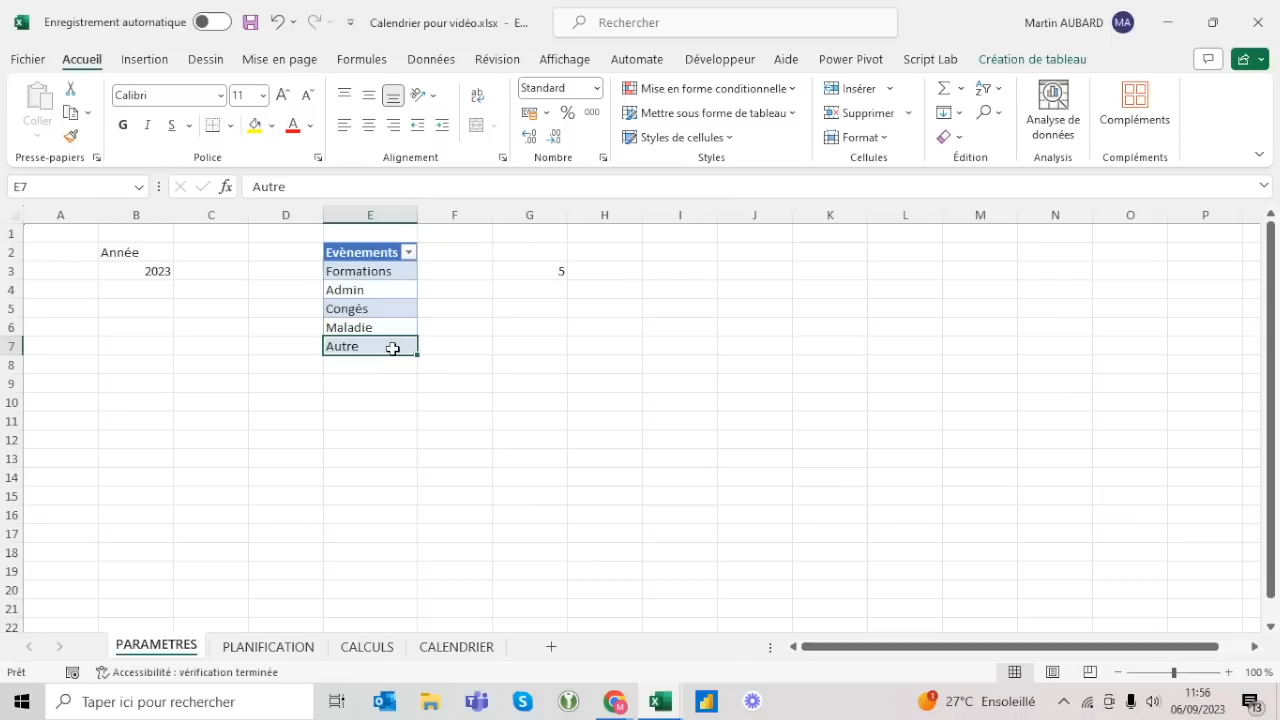 Enregistrement automatique
Calendrier pour vidéo.xlsx - E...
Rechercher
Martin AUBARD
MA
Fichier Accueil Insertion Dessin Mise en page Formules Données Révision Affichage Automate Développeur Aide Power Pivot Script Lab Création de tableau
Coller
Calibri 11
G I S
Standard
% 000
Mise en forme conditionnelle
Mettre sous forme de tableau
Styles de cellules
Insérer
Supprimer
Format
Analyse de
données
Compléments
Presse-papiers Police Alignement Nombre Styles Cellules Édition Analysis Compléments
E7 fx Autre
A B C D E F G H I J K L M N O P
1
2 Année Evènements
3 2023 Formations 5
4 Admin
5 Congés
6 Maladie
7 Autre
8
9
10
11
12
13
14
15
16
17
18
19
20
21
22
PARAMETRES PLANIFICATION CALCULS CALENDRIER
Prêt Accessibilité : vérification terminée 100 %
Taper ici pour rechercher
27°C Ensoleillé
11:56
06/09/2023